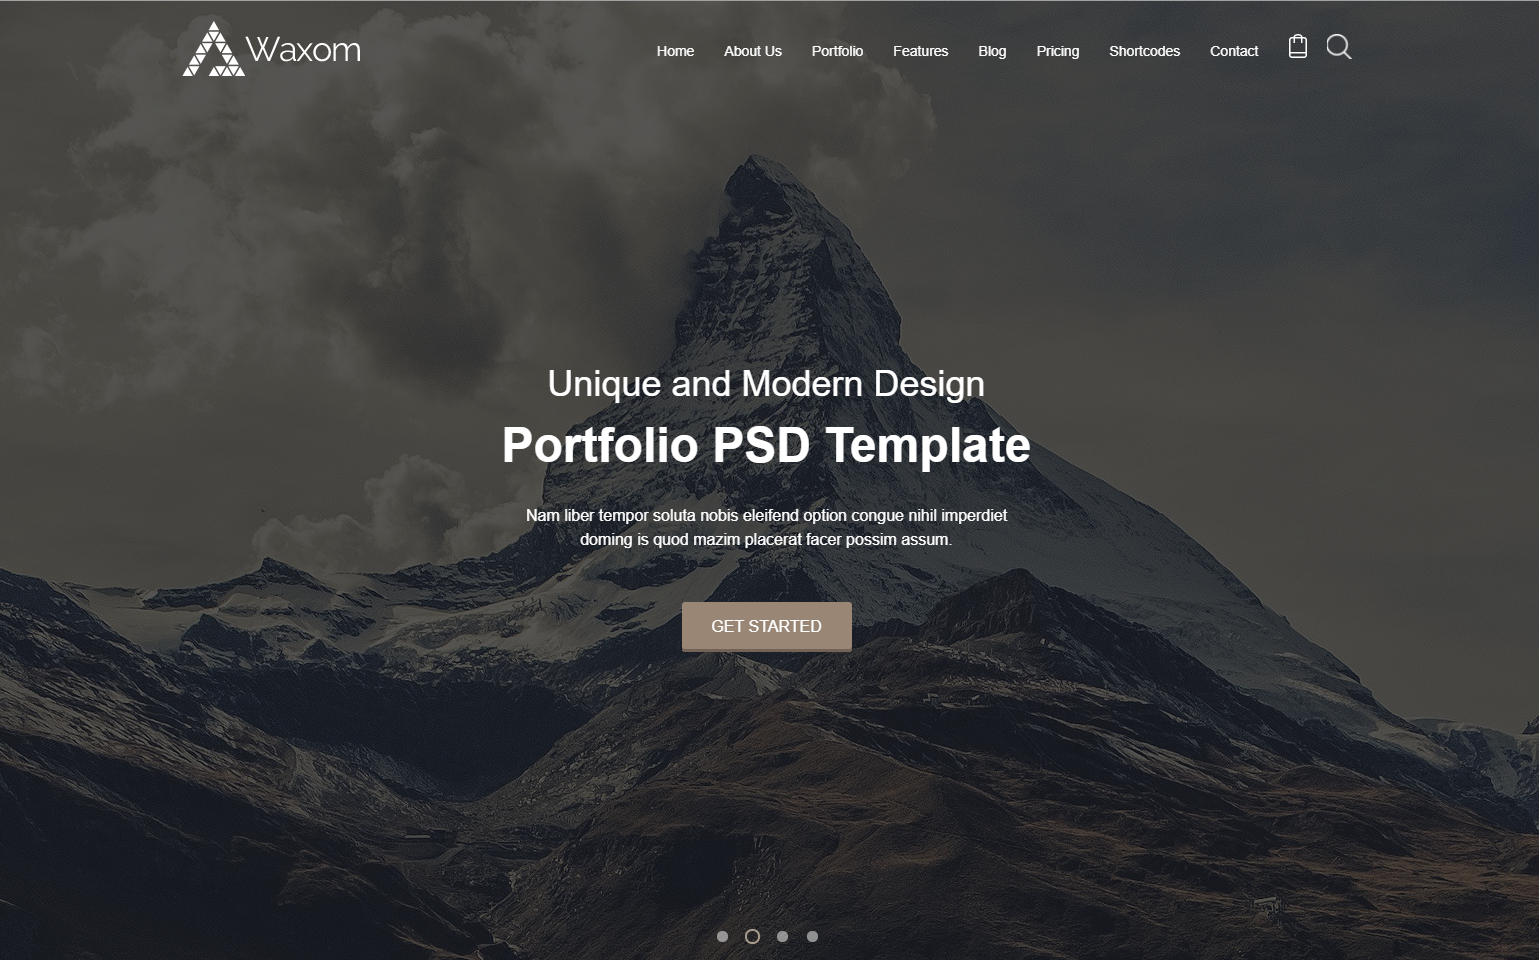 Waxom
Home About Us Portfolio Features Blog Pricing Shortcodes Contact
Unique and Modern Design
Portfolio PSD Template
Nam liber tempor soluta nobis eleifend option congue nihil imperdiet
doming is quod mazim placerat facer possim assum.
GET STARTED